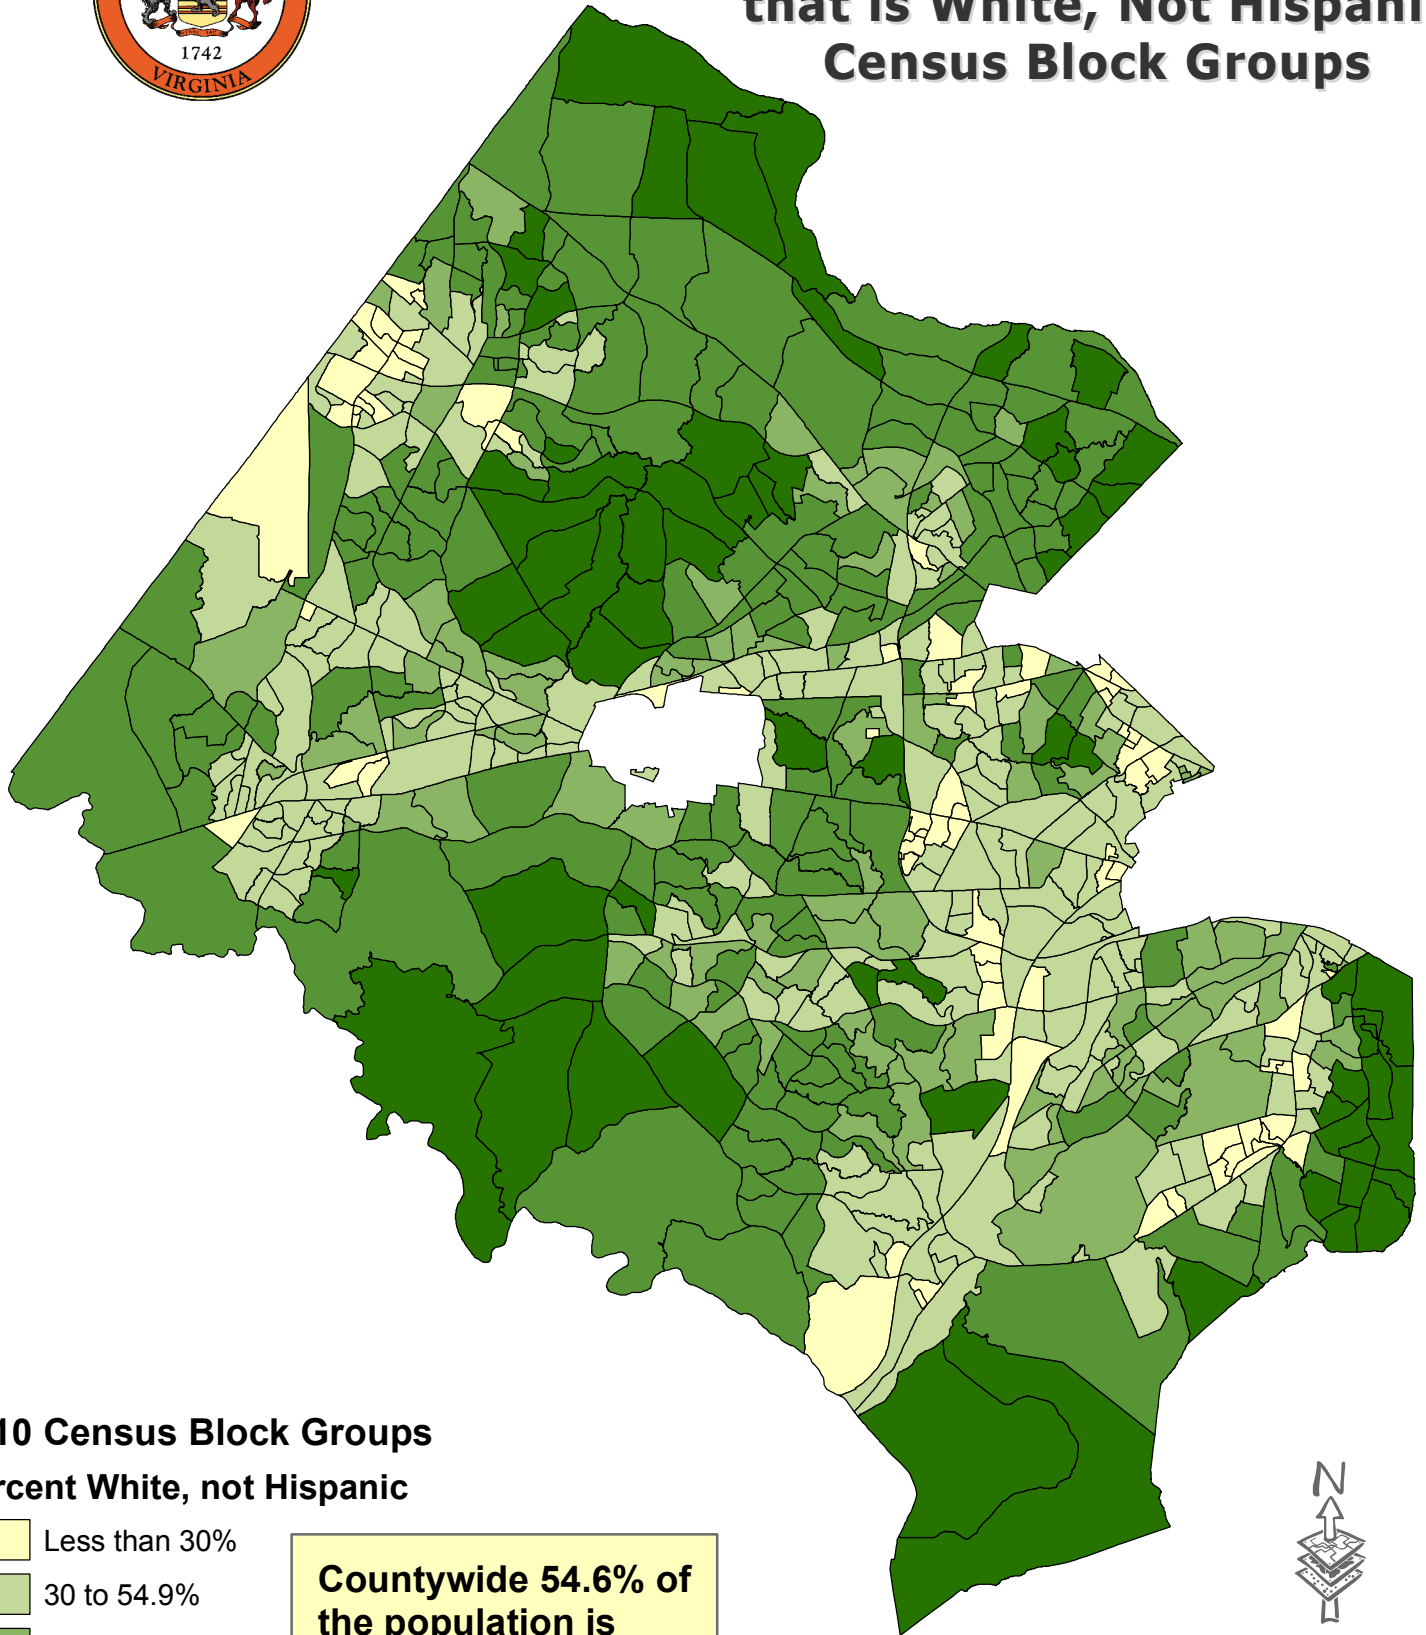 that is White, Not Hispani
Census Block Groups
1742
VIRGINIA
10 Census Block Groups
rcent White, not Hispanic
Less than 30%
30 to 54.9%
Countywide 54.6% of
the population is
N